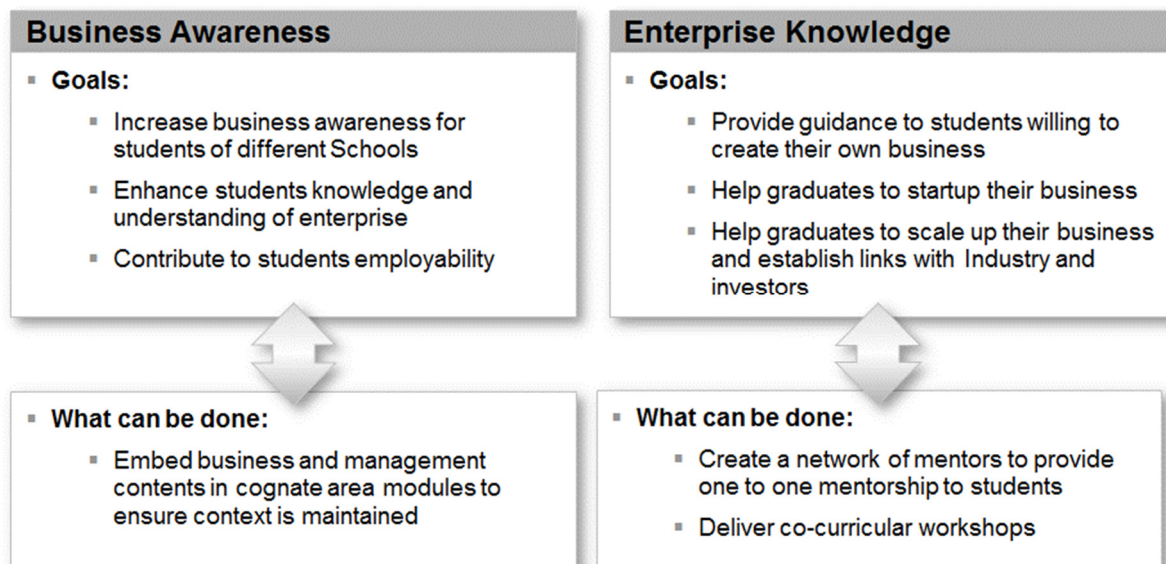 Business Awareness
Goals:
Increase business awareness for
students of different Schools
Enhance students knowledge and
understanding of enterprise
Contribute to students employability
What can be done:
Embed business and management
contents in cognate area modules to
ensure context is maintained
Enterprise Knowledge
Goals:
Provide guidance to students willing to
create their own business
Help graduates to startup their business
Help graduates to scale up their business
and establish links with Industry and
investors
What can be done:
Create a network of mentors to provide
one to one mentorship to students
Deliver co-curricular workshops